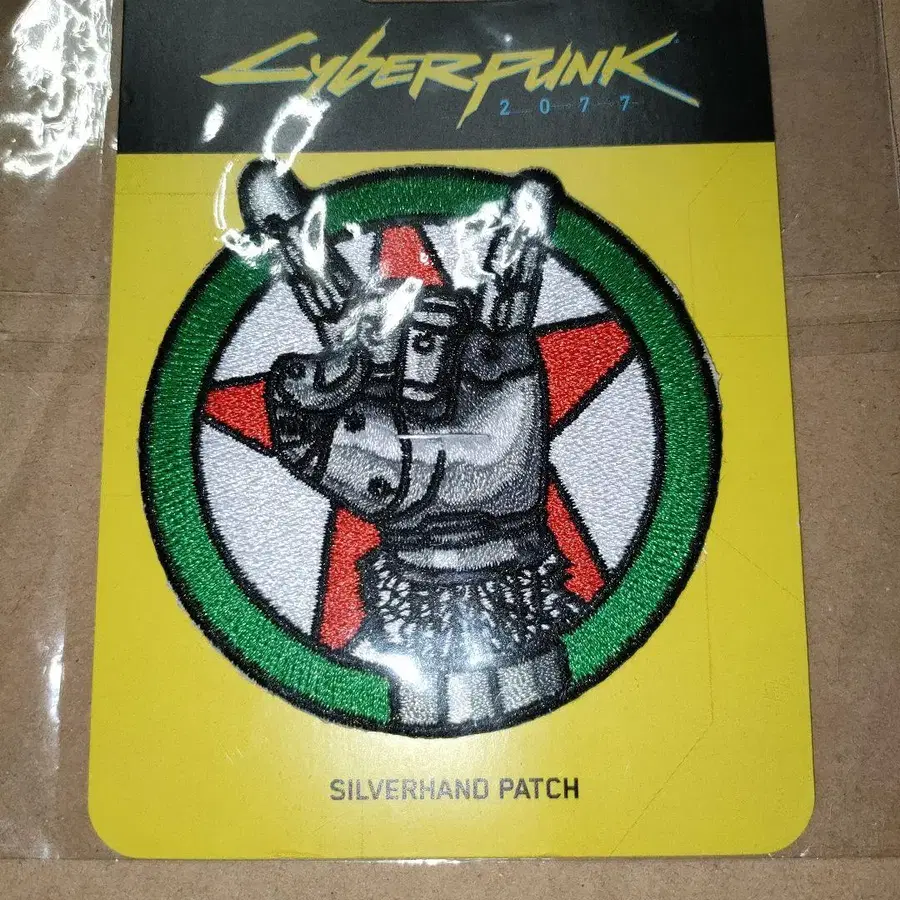 CYBERPUNK
2077
SILVERHAND PATCH